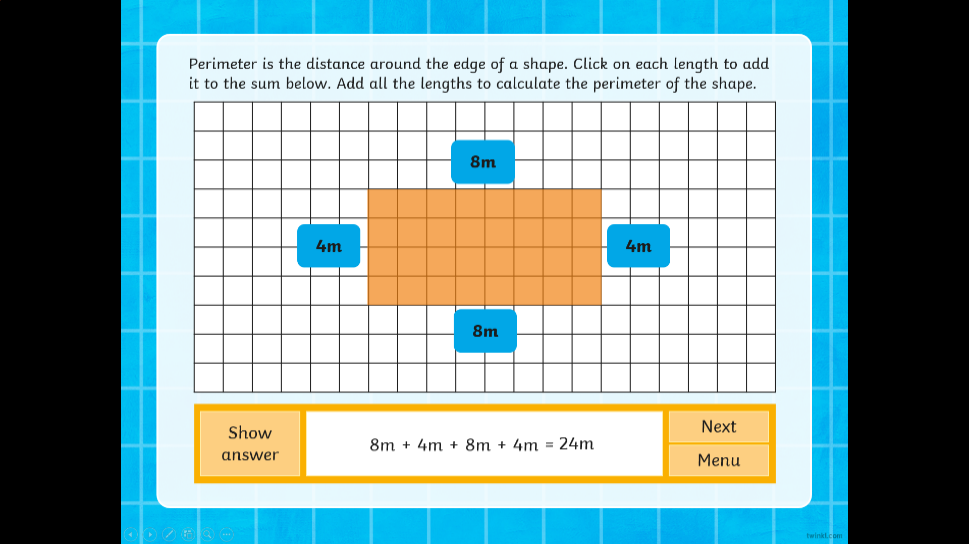 Perimeter is the distance around the edge of a shape. Click on each length to add
it to the sum below. Add all the lengths to calculate the perimeter of the shape.
8m
4m
4m
8m
Show
answer
8m + 4m + 8m + 4m = 24m
Next
Menu
twinkl.com